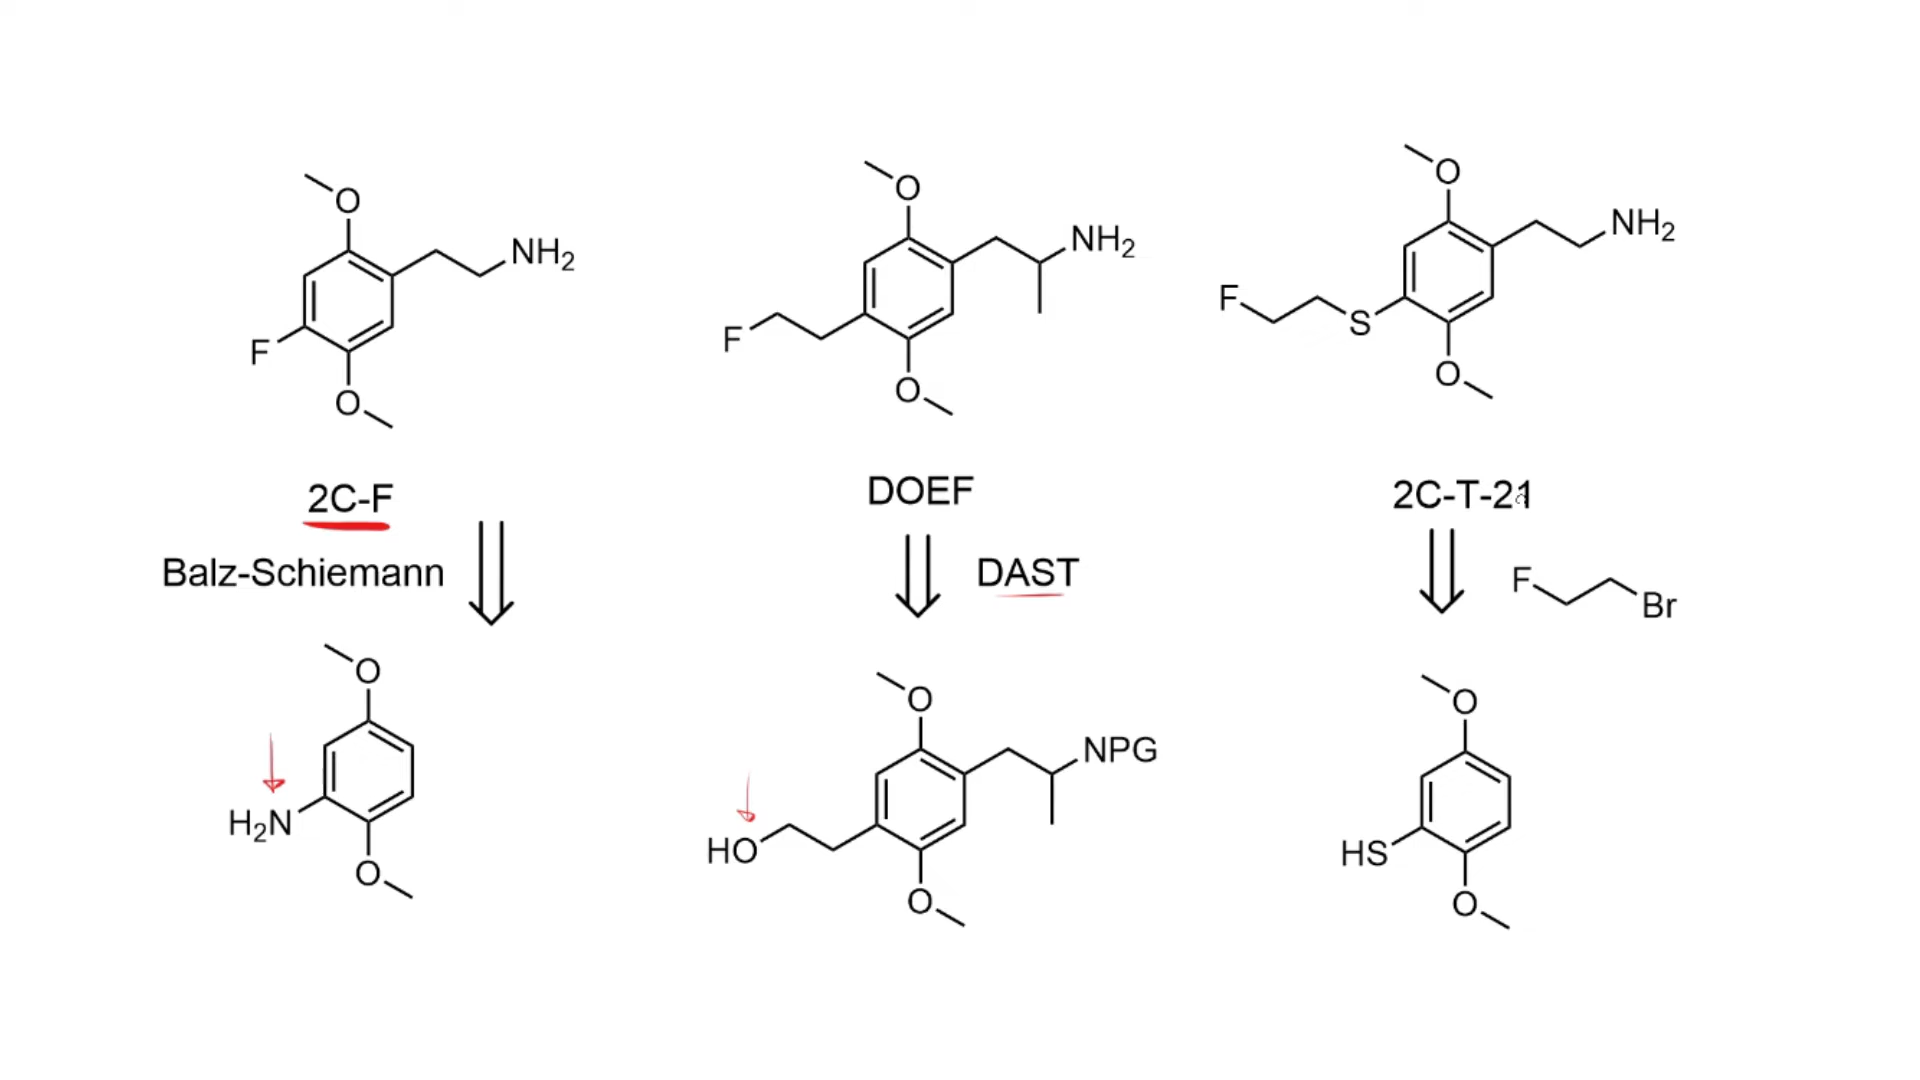 O
NH2
F
O
2C-F
Balz-Schiemann
O
H2N
O
O
NH2
F
O
DOEF
DAST
O
NPG
HO
O
O
NH2
F
S
O
2C-T-21
F
Br
O
HS
O